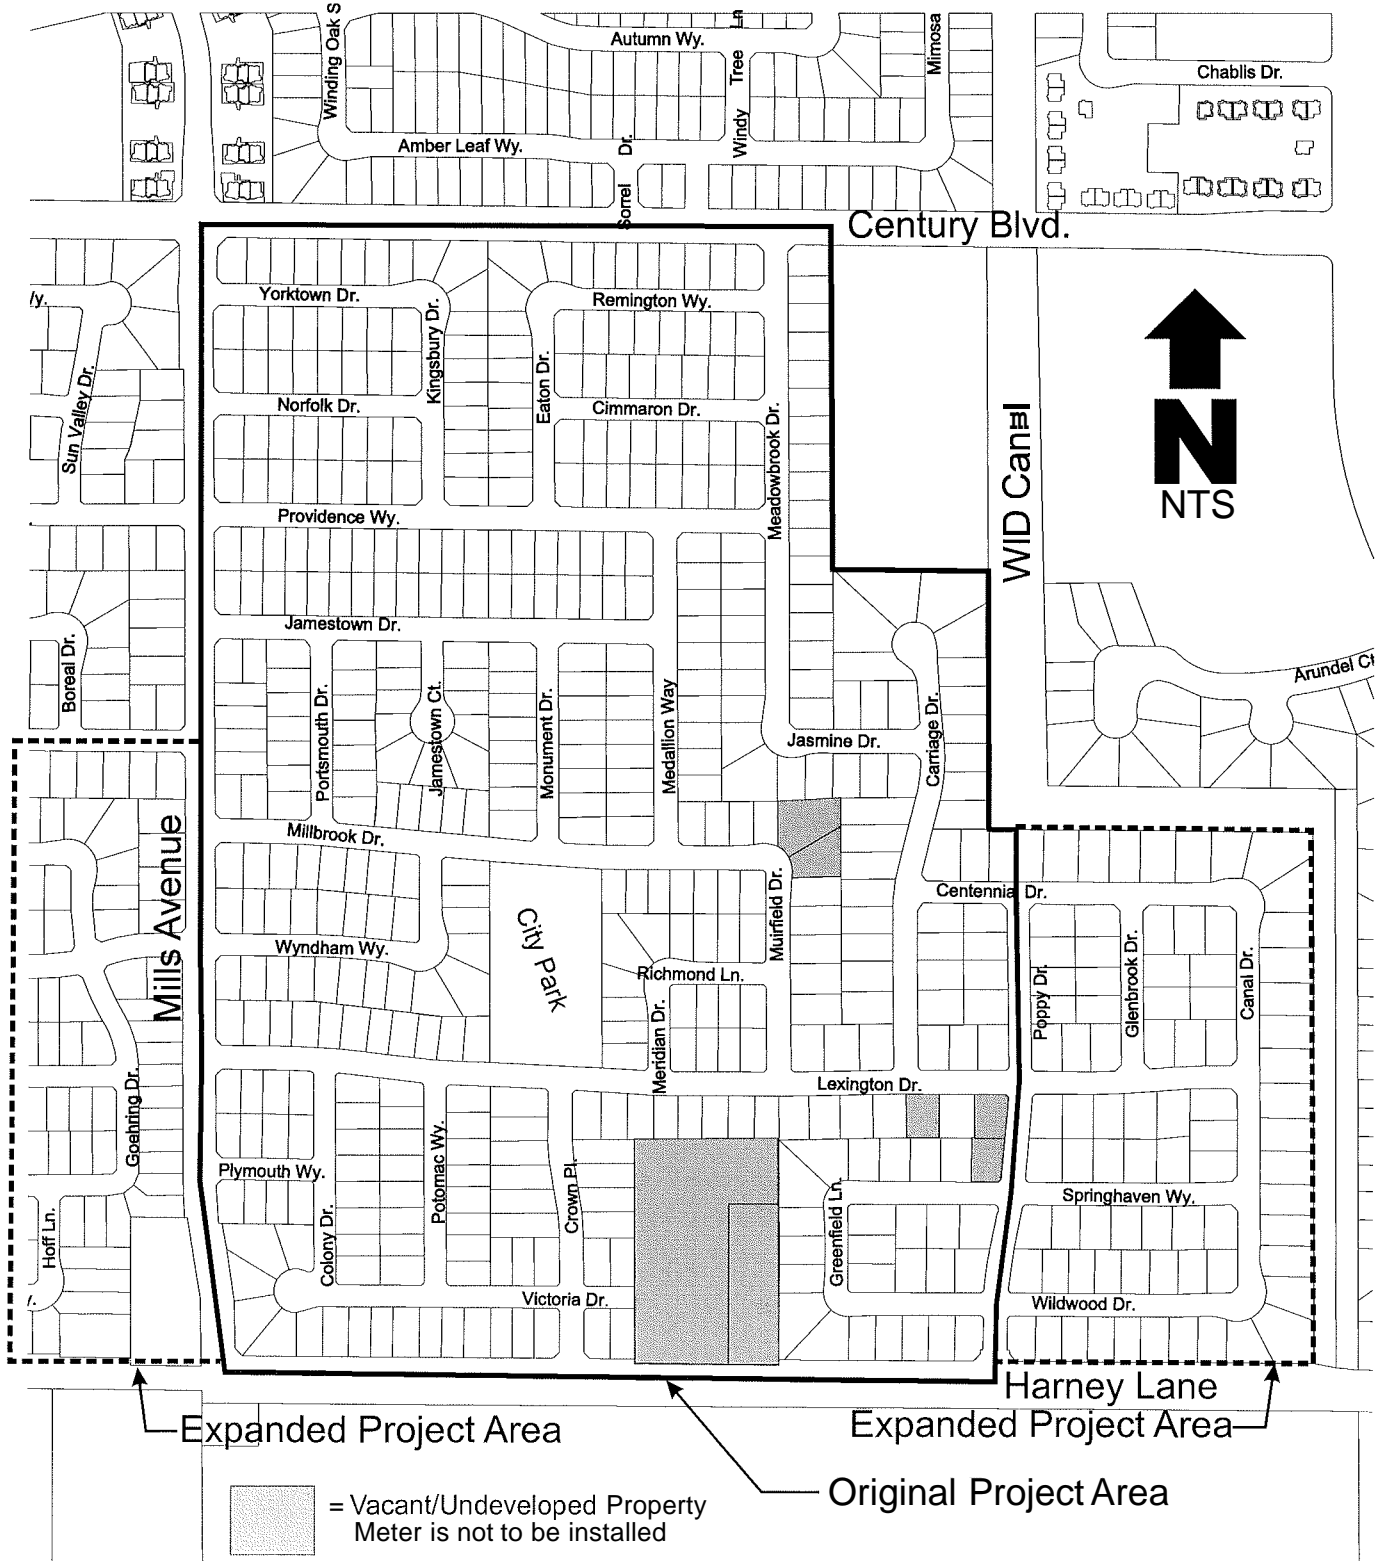 Winding Oak S
Autumn Wy.
Tree Ln
Windy
Mimosa
Chablis Dr.
Amber Leaf Wy.
Sorrel Dr.
Century Blvd.
Yorktown Dr.
Remington Wy.
/y.
Kingsbury Dr.
Eaton Dr.
Sun Valley Dr.
Norfolk Dr.
Cimmaron Dr.
Meadowbrook Dr.
WID Canal
N
NTS
Providence Wy.
Jamestown Dr.
Boreal Dr.
Portsmouth Dr.
Jamestown Ct.
Monument Dr.
Medallion Way
Jasmine Dr.
Carriage Dr.
Arundel Ct
Mills Avenue
Millbrook Dr.
City Park
Muirfield Dr.
Centennial Dr.
Wyndham Wy.
Richmond Ln.
Meridian Dr.
Poppy Dr.
Glenbrook Dr.
Canal Dr.
Goehring Dr.
Lexington Dr.
Plymouth Wy.
Potomac Wy.
Crown Pl.
Springhaven Wy.
Hoff Ln.
Colony Dr.
Greenfield Ln.
Victoria Dr.
Wildwood Dr.
Harney Lane
Expanded Project Area
Expanded Project Area
Original Project Area
= Vacant/Undeveloped Property
Meter is not to be installed